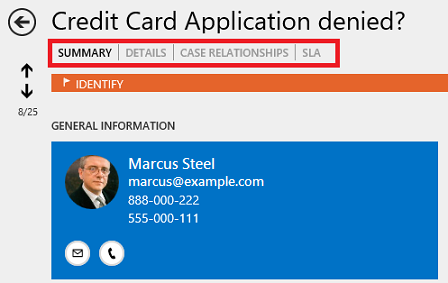 Credit Card Application denied?
SUMMARY DETAILS CASE RELATIONSHIPS SLA
IDENTIFY
8/25
GENERAL INFORMATION
Marcus Steel
marcus@example.com
888-000-222
555-000-111